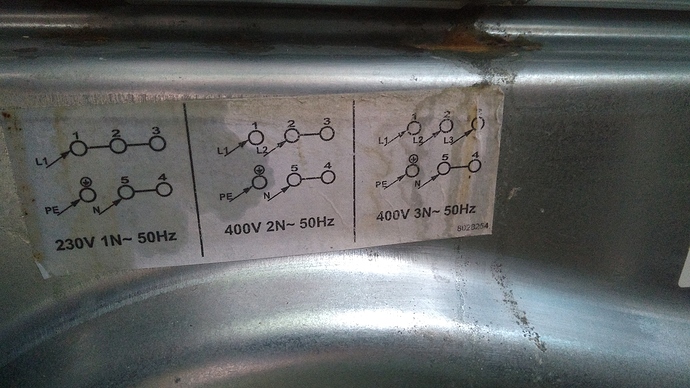 1 2 3
L1
5 4
PE N
230V 1N~ 50Hz
1 2 3
L1 L2
5 4
PE N
400V 2N~ 50Hz
1 2
L1 L2 L3
5 4
PE N
400V 3N~ 50Hz
8023254